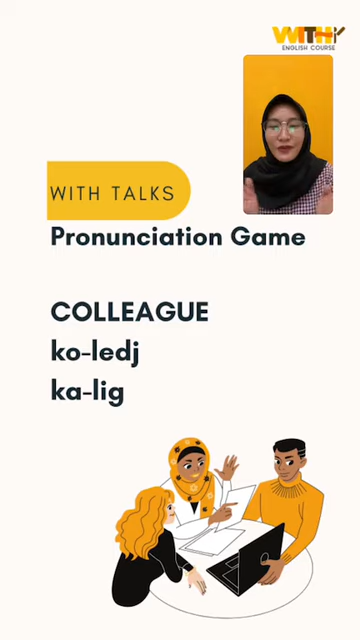 WITH
ENGLISH COURSE
WITH TALKS
Pronunciation Game
COLLEAGUE
ko-ledj
ka-lig